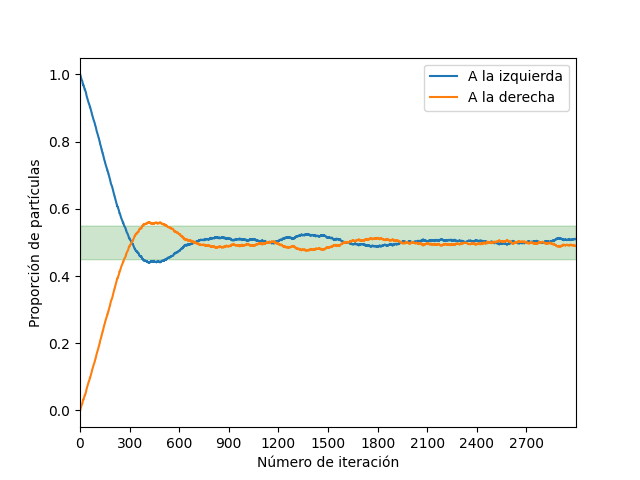 A la izquierda
A la derecha
Proporción de partículas
1.0
0.8
0.6
0.4
0.2
0.0
0 300 600 900 1200 1500 1800 2100 2400 2700
Número de iteración